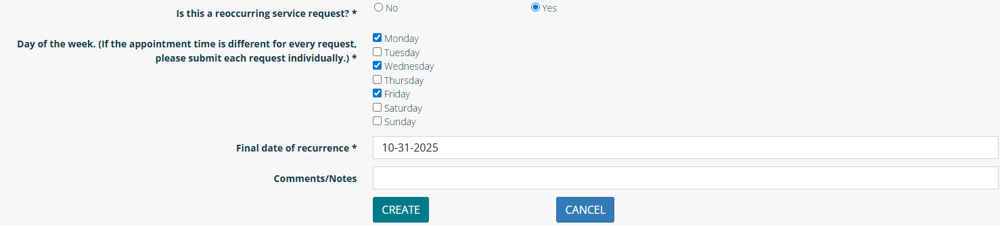 Is this a reoccurring service request? *
No
Yes
Day of the week. (If the appointment time is different for every request,
please submit each request individually.) *
Monday
Tuesday
Wednesday
Thursday
Friday
Saturday
Sunday
Final date of recurrence *
10-31-2025
Comments/Notes
CREATE
CANCEL